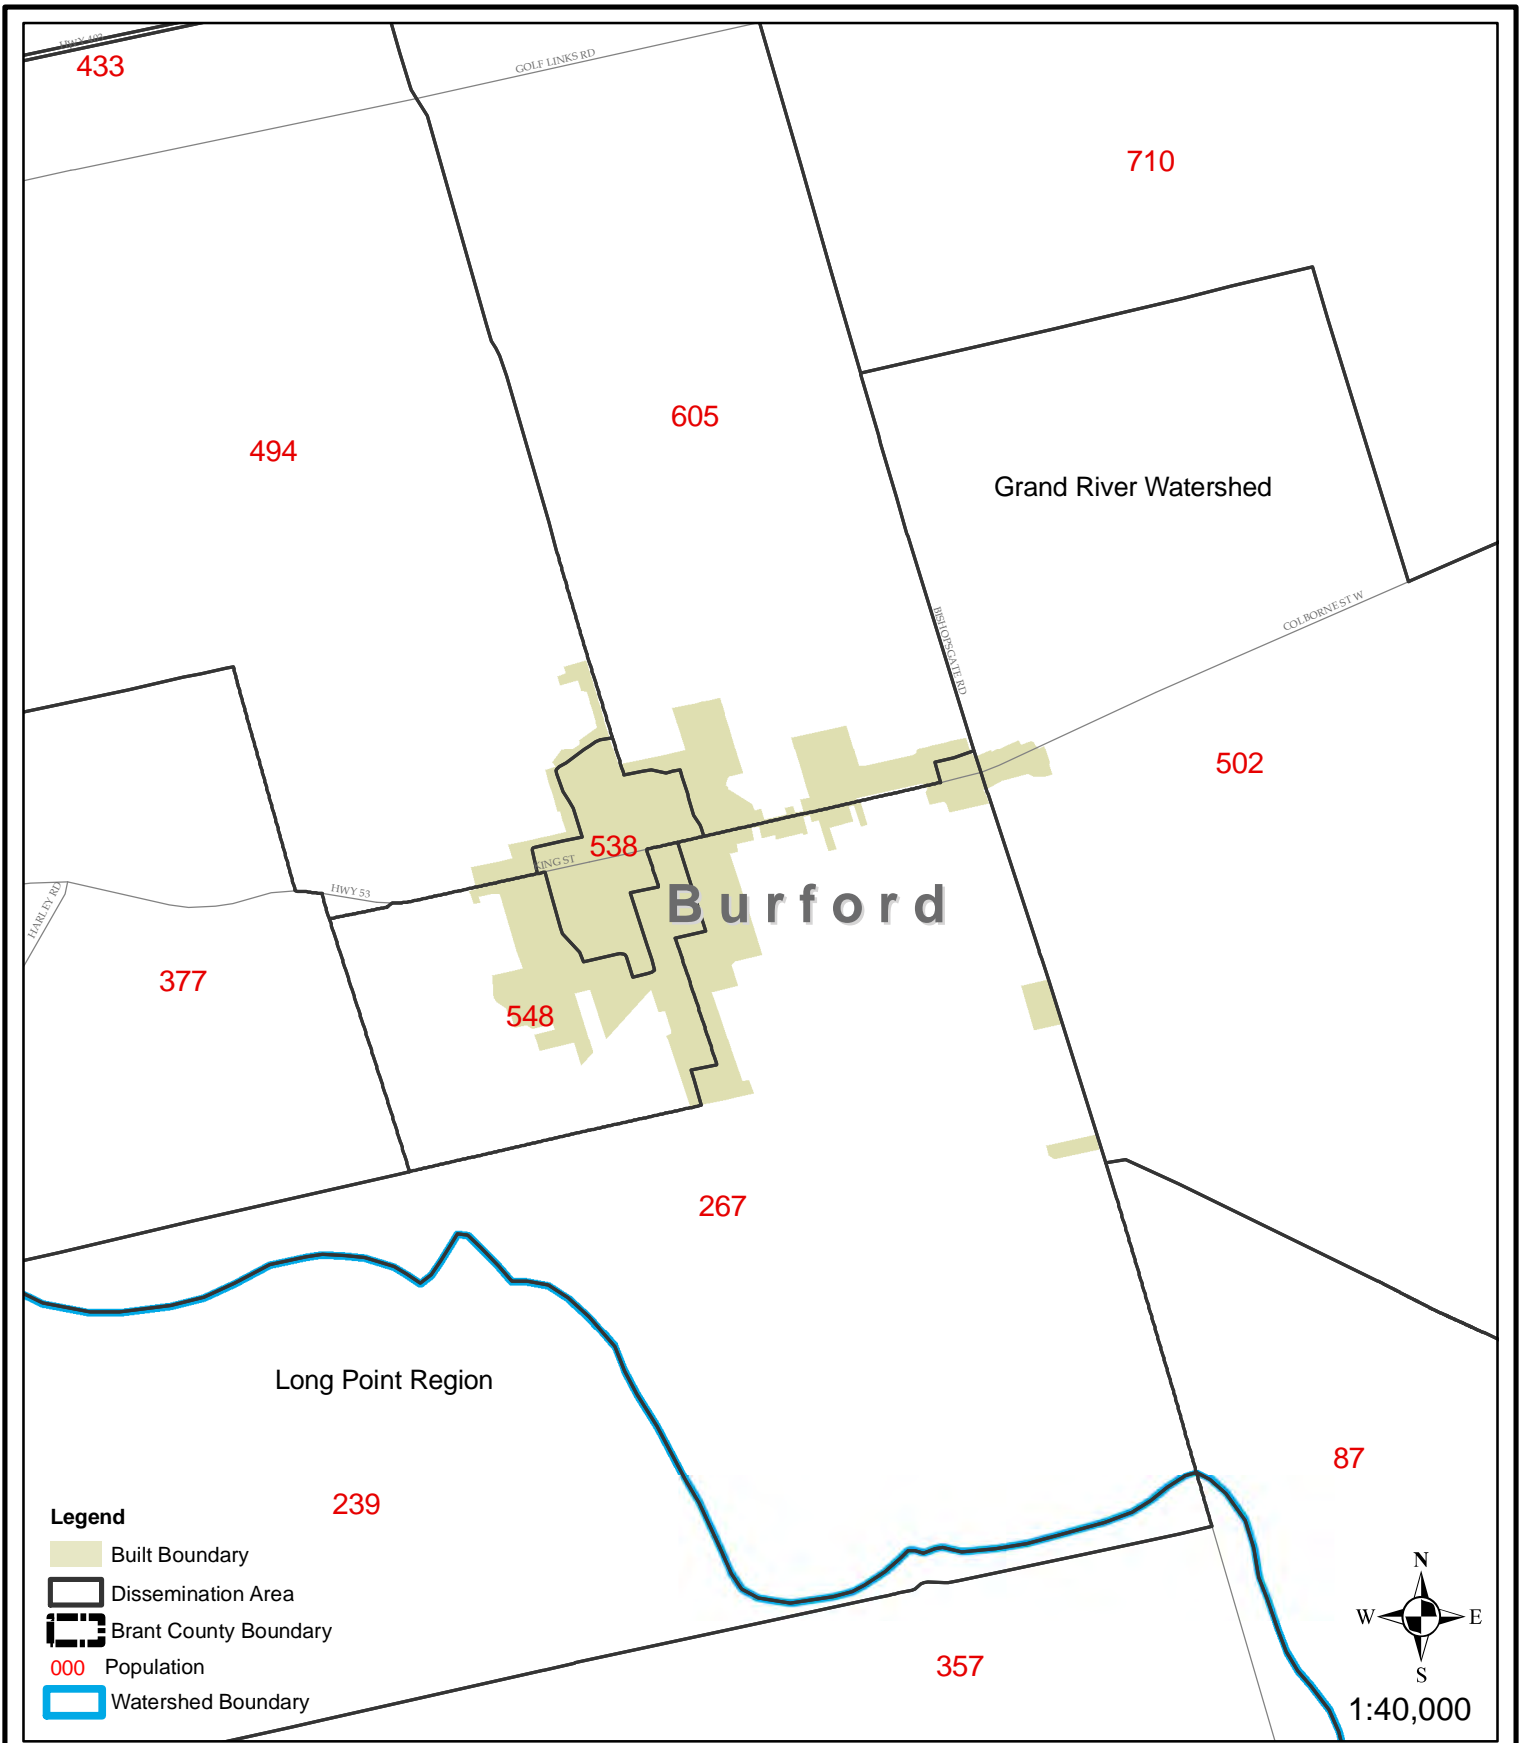 HWY 403
433
GOLF LINKS RD
710
605
494
Grand River Watershed
BISHOPSGATE RD
COLBORNE ST W
502
538
KING ST
HWY 53
HARLEY RD
Burford
377
548
267
Long Point Region
87
239
357
Legend
Built Boundary
Dissemination Area
Brant County Boundary
000 Population
Watershed Boundary
N
W E
S
1:40,000